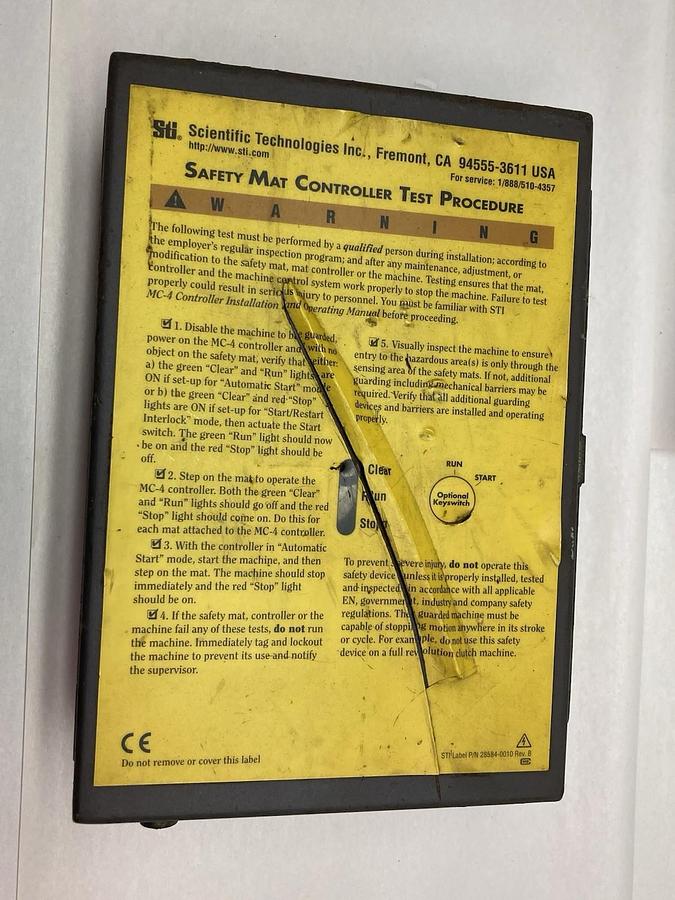 Sti® Scientific Technologies Inc., Fremont, CA 94555-3611 USA
http://www.sti.com
For service: 1/888/510-4357
SAFETY MAT CONTROLLER TEST PROCEDURE
WARNING
The following test must be performed by a qualified person during installation; according to
the employer's regular inspection program; and after any maintenance, adjustment, or
modification to the safety mat, mat controller or the machine. Testing ensures that the mat,
controller and the machine control system work properly to stop the machine. Failure to test
properly could result in serious injury to personnel. You must be familiar with STI
MC-4 Controller Installation and Operating Manual before proceeding.
☑ 1. Disable the machine to be guarded,
power on the MC-4 controller and with no
object on the safety mat, verify that either:
a) the green "Clear" and "Run" lights are
ON if set-up for "Automatic Start" mode
or b) the green "Clear" and red "Stop"
lights are ON if set-up for "Start/Restart
Interlock" mode, then actuate the Start
switch. The green "Run" light should now
be on and the red "Stop" light should be
off.
☑ 2. Step on the mat to operate the
MC-4 controller. Both the green "Clear"
and "Run" lights should go off and the red
"Stop" light should come on. Do this for
each mat attached to the MC-4 controller.
☑ 3. With the controller in "Automatic
Start" mode, start the machine, and then
step on the mat. The machine should stop
immediately and the red "Stop" light
should be on.
☑ 4. If the safety mat, controller or the
machine fail any of these tests, do not run
the machine. Immediately tag and lockout
the machine to prevent its use and notify
the supervisor.
☑ 5. Visually inspect the machine to ensure
entry to the hazardous area(s) is only through the
sensing area of the safety mats. If not, additional
guarding including mechanical barriers may be
required. Verify that all additional guarding
devices and barriers are installed and operating
properly.
Clear
Run
Stop
RUN
START
Optional
Keyswitch
To prevent severe injury, do not operate this
safety device unless it is properly installed, tested
and inspected in accordance with all applicable
EN, government, industry and company safety
regulations. The guarded machine must be
capable of stopping motion anywhere in its stroke
or cycle. For example, do not use this safety
device on a full revolution clutch machine.
CE
Do not remove or cover this label
STI Label P/N 28584-0010 Rev. B